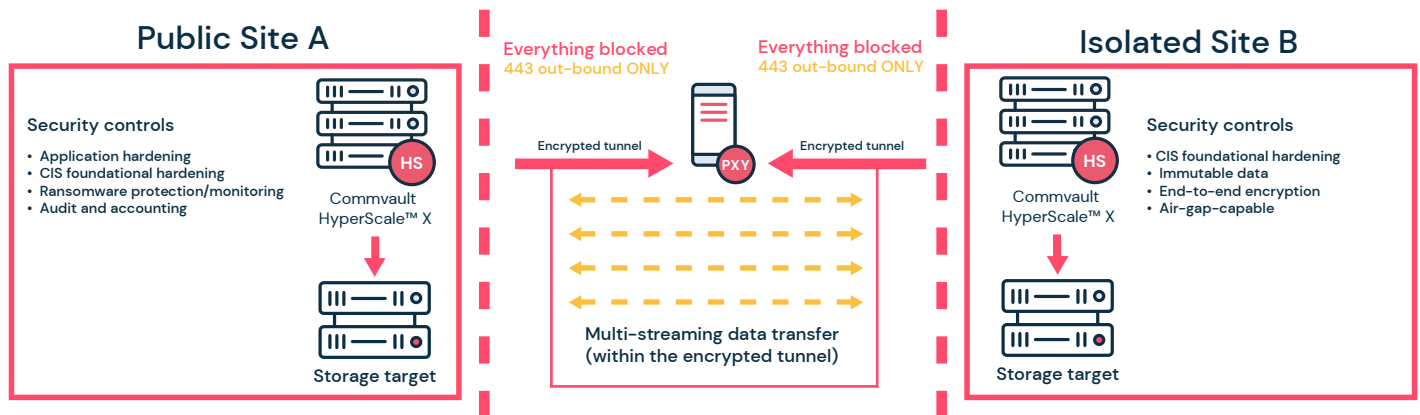 Public Site A
Security controls
• Application hardening
• CIS foundational hardening
• Ransomware protection/monitoring
• Audit and accounting
HS
Commvault
HyperScale™ X
Storage target
Everything blocked
443 out-bound ONLY
Everything blocked
443 out-bound ONLY
Encrypted tunnel
PXY
Encrypted tunnel
Multi-streaming data transfer
(within the encrypted tunnel)
Isolated Site B
HS
Commvault
HyperScale™ X
Storage target
Security controls
• CIS foundational hardening
• Immutable data
• End-to-end encryption
• Air-gap-capable